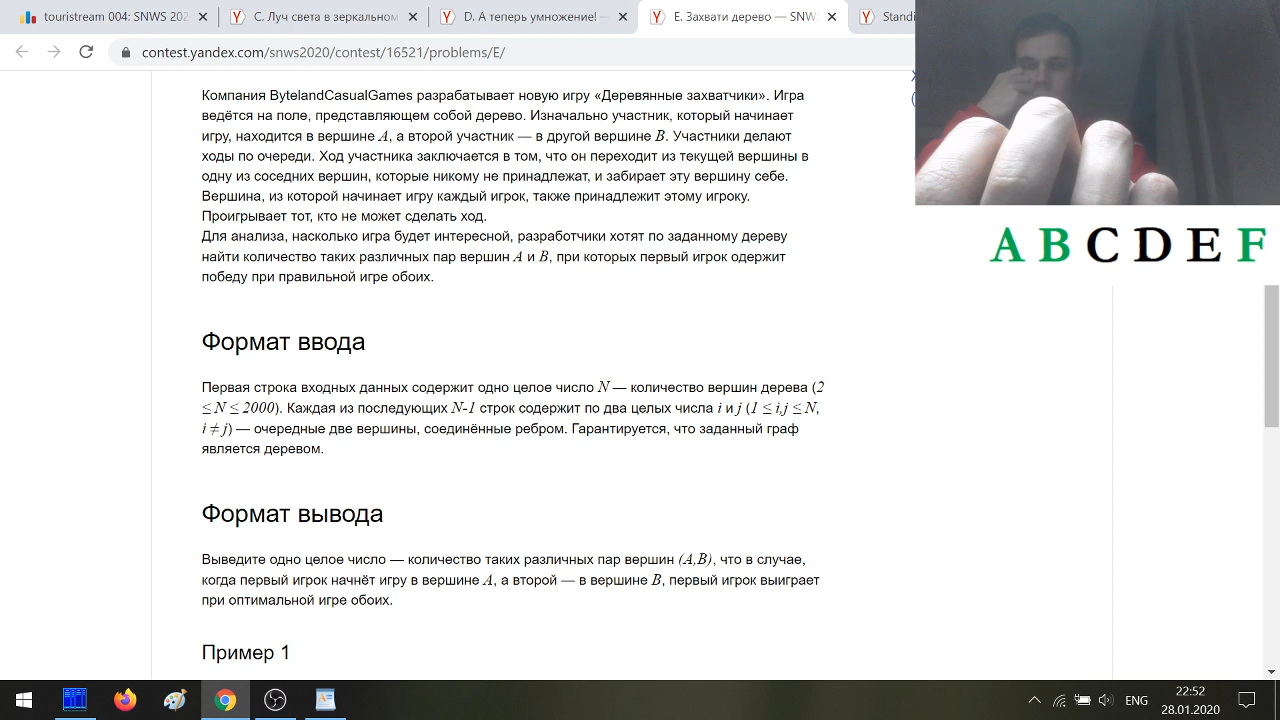 touristream 004: SNWS 202
C. Луч света в зеркальном
D. А теперь умножение! —
E. Захвати дерево — SNWS
Standi
contest.yandex.com/snws2020/contest/16521/problems/E/
Компания BytelandCasualGames разрабатывает новую игру «Деревянные захватчики». Игра
ведётся на поле, представляющем собой дерево. Изначально участник, который начинает
игру, находится в вершине A, а второй участник — в другой вершине B. Участники делают
ходы по очереди. Ход участника заключается в том, что он переходит из текущей вершины в
одну из соседних вершин, которые никому не принадлежат, и забирает эту вершину себе.
Вершина, из которой начинает игру каждый игрок, также принадлежит этому игроку.
Проигрывает тот, кто не может сделать ход.
Для анализа, насколько игра будет интересной, разработчики хотят по заданному дереву
найти количество таких различных пар вершин A и B, при которых первый игрок одержит
победу при правильной игре обоих.
A B C D E F
Формат ввода
Первая строка входных данных содержит одно целое число N — количество вершин дерева (2
≤ N ≤ 2000). Каждая из последующих N-1 строк содержит по два целых числа i и j (1 ≤ i,j ≤ N,
i ≠ j) — очередные две вершины, соединённые ребром. Гарантируется, что заданный граф
является деревом.
Формат вывода
Выведите одно целое число — количество таких различных пар вершин (A,B), что в случае,
когда первый игрок начнёт игру в вершине A, а второй — в вершине B, первый игрок выиграет
при оптимальной игре обоих.
Пример 1
ENG
22:52
28.01.2020